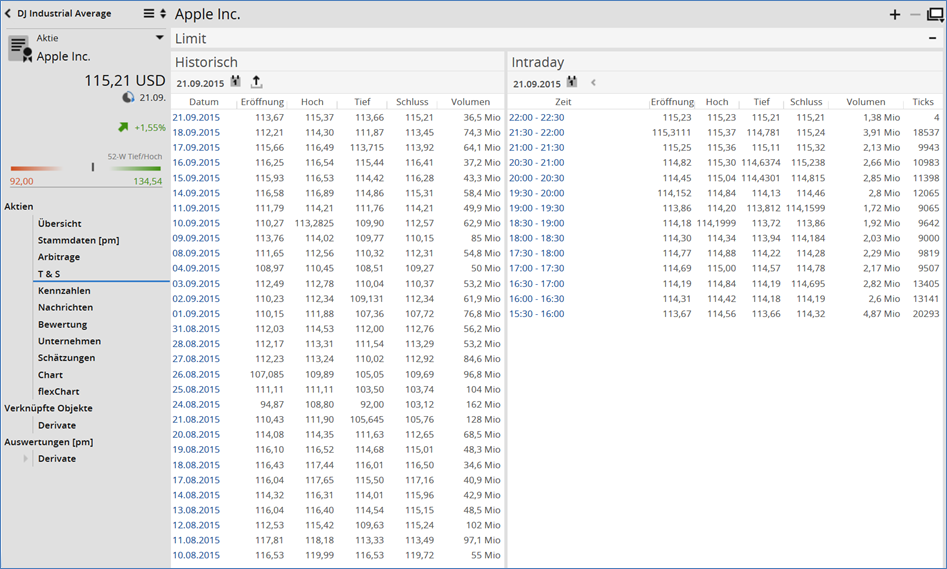 DJ Industrial Average
Apple Inc.
Aktie
Apple Inc.
115,21 USD
21.09.
+1,55%
52-W Tief/Hoch
92,00 134,54
Aktien
Übersicht
Stammdaten [pm]
Arbitrage
T & S
Kennzahlen
Nachrichten
Bewertung
Unternehmen
Schätzungen
Chart
flexChart
Verknüpfte Objekte
Derivate
Auswertungen [pm]
Derivate
Limit
Historisch
21.09.2015
Datum Eröffnung Hoch Tief Schluss Volumen
21.09.2015 113,67 115,37 113,66 115,21 36,5 Mio
18.09.2015 112,21 114,30 111,87 113,45 74,3 Mio
17.09.2015 115,66 116,49 113,715 113,92 64,1 Mio
16.09.2015 116,25 116,54 115,44 116,41 37,2 Mio
15.09.2015 115,93 116,53 114,42 116,28 43,3 Mio
14.09.2015 116,58 116,89 114,86 115,31 58,4 Mio
11.09.2015 111,79 114,21 111,76 114,21 49,9 Mio
10.09.2015 110,27 113,2825 109,90 112,57 62,9 Mio
09.09.2015 113,76 114,02 109,77 110,15 85 Mio
08.09.2015 111,65 112,56 110,32 112,31 54,8 Mio
04.09.2015 108,97 110,45 108,51 109,27 50 Mio
03.09.2015 112,49 112,78 110,04 110,37 53,2 Mio
02.09.2015 110,23 112,34 109,131 112,34 61,9 Mio
01.09.2015 110,15 111,88 107,36 107,72 76,8 Mio
31.08.2015 112,03 114,53 112,00 112,76 56,2 Mio
28.08.2015 112,17 113,31 111,54 113,29 53,2 Mio
27.08.2015 112,23 113,24 110,02 112,92 84,6 Mio
26.08.2015 107,085 109,89 105,05 109,69 96,8 Mio
25.08.2015 111,11 111,11 103,50 103,74 104 Mio
24.08.2015 94,87 108,80 92,00 103,12 162 Mio
21.08.2015 110,43 111,90 105,645 105,76 128 Mio
20.08.2015 114,08 114,35 111,63 112,65 68,5 Mio
19.08.2015 116,10 116,52 114,68 115,01 48,3 Mio
18.08.2015 116,43 117,44 116,01 116,50 34,6 Mio
17.08.2015 116,04 117,65 115,50 117,16 40,9 Mio
14.08.2015 114,32 116,31 114,01 115,96 42,9 Mio
13.08.2015 116,04 116,40 114,54 115,15 48,5 Mio
12.08.2015 112,53 115,42 109,63 115,24 102 Mio
11.08.2015 117,81 118,18 113,33 113,49 97,1 Mio
10.08.2015 116,53 119,99 116,53 119,72 55 Mio
Intraday
21.09.2015
Zeit Eröffnung Hoch Tief Schluss Volumen Ticks
22:00 - 22:30 115,23 115,23 115,21 115,21 1,38 Mio 4
21:30 - 22:00 115,3111 115,37 114,781 115,24 3,91 Mio 18537
21:00 - 21:30 115,25 115,36 115,11 115,32 2,13 Mio 9943
20:30 - 21:00 114,82 115,30 114,6374 115,238 2,66 Mio 10983
20:00 - 20:30 114,45 115,04 114,4301 114,815 2,85 Mio 11398
19:30 - 20:00 114,152 114,84 114,13 114,46 2,8 Mio 12065
19:00 - 19:30 113,86 114,20 113,812 114,1599 1,72 Mio 9065
18:30 - 19:00 114,18 114,1999 113,72 113,86 1,92 Mio 9642
18:00 - 18:30 114,30 114,34 113,94 114,184 2,03 Mio 9000
17:30 - 18:00 114,77 114,88 114,22 114,28 2,29 Mio 9819
17:00 - 17:30 114,69 115,00 114,57 114,78 2,17 Mio 9507
16:30 - 17:00 114,19 114,84 114,19 114,695 2,82 Mio 13405
16:00 - 16:30 114,31 114,42 114,18 114,19 2,6 Mio 13141
15:30 - 16:00 113,67 114,56 113,66 114,32 4,87 Mio 20293